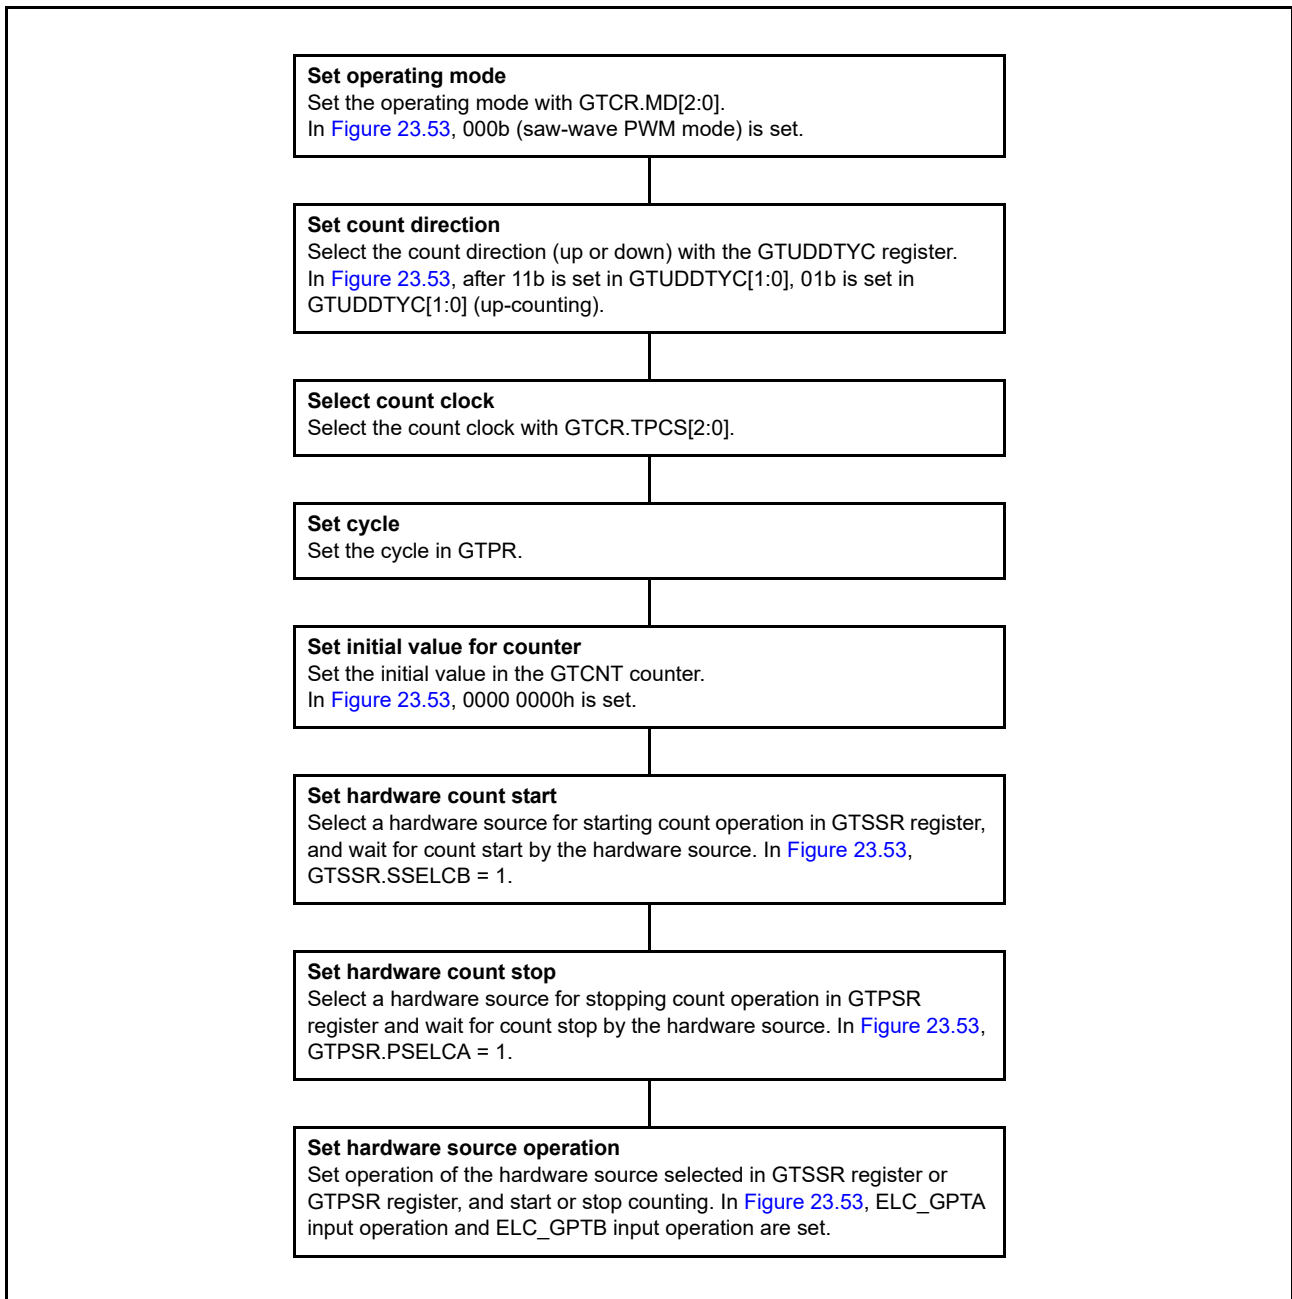 Set operating mode
Set the operating mode with GTCR.MD[2:0].
In Figure 23.53, 000b (saw-wave PWM mode) is set.
Set count direction
Select the count direction (up or down) with the GTUDDTYC register.
In Figure 23.53, after 11b is set in GTUDDTYC[1:0], 01b is set in
GTUDDTYC[1:0] (up-counting).
Select count clock
Select the count clock with GTCR.TPCS[2:0].
Set cycle
Set the cycle in GTPR.
Set initial value for counter
Set the initial value in the GTCNT counter.
In Figure 23.53, 0000 0000h is set.
Set hardware count start
Select a hardware source for starting count operation in GTSSR register,
and wait for count start by the hardware source. In Figure 23.53,
GTSSR.SSELCB = 1.
Set hardware count stop
Select a hardware source for stopping count operation in GTPSR
register and wait for count stop by the hardware source. In Figure 23.53,
GTPSR.PSELCA = 1.
Set hardware source operation
Set operation of the hardware source selected in GTSSR register or
GTPSR register, and start or stop counting. In Figure 23.53, ELC_GPTA
input operation and ELC_GPTB input operation are set.